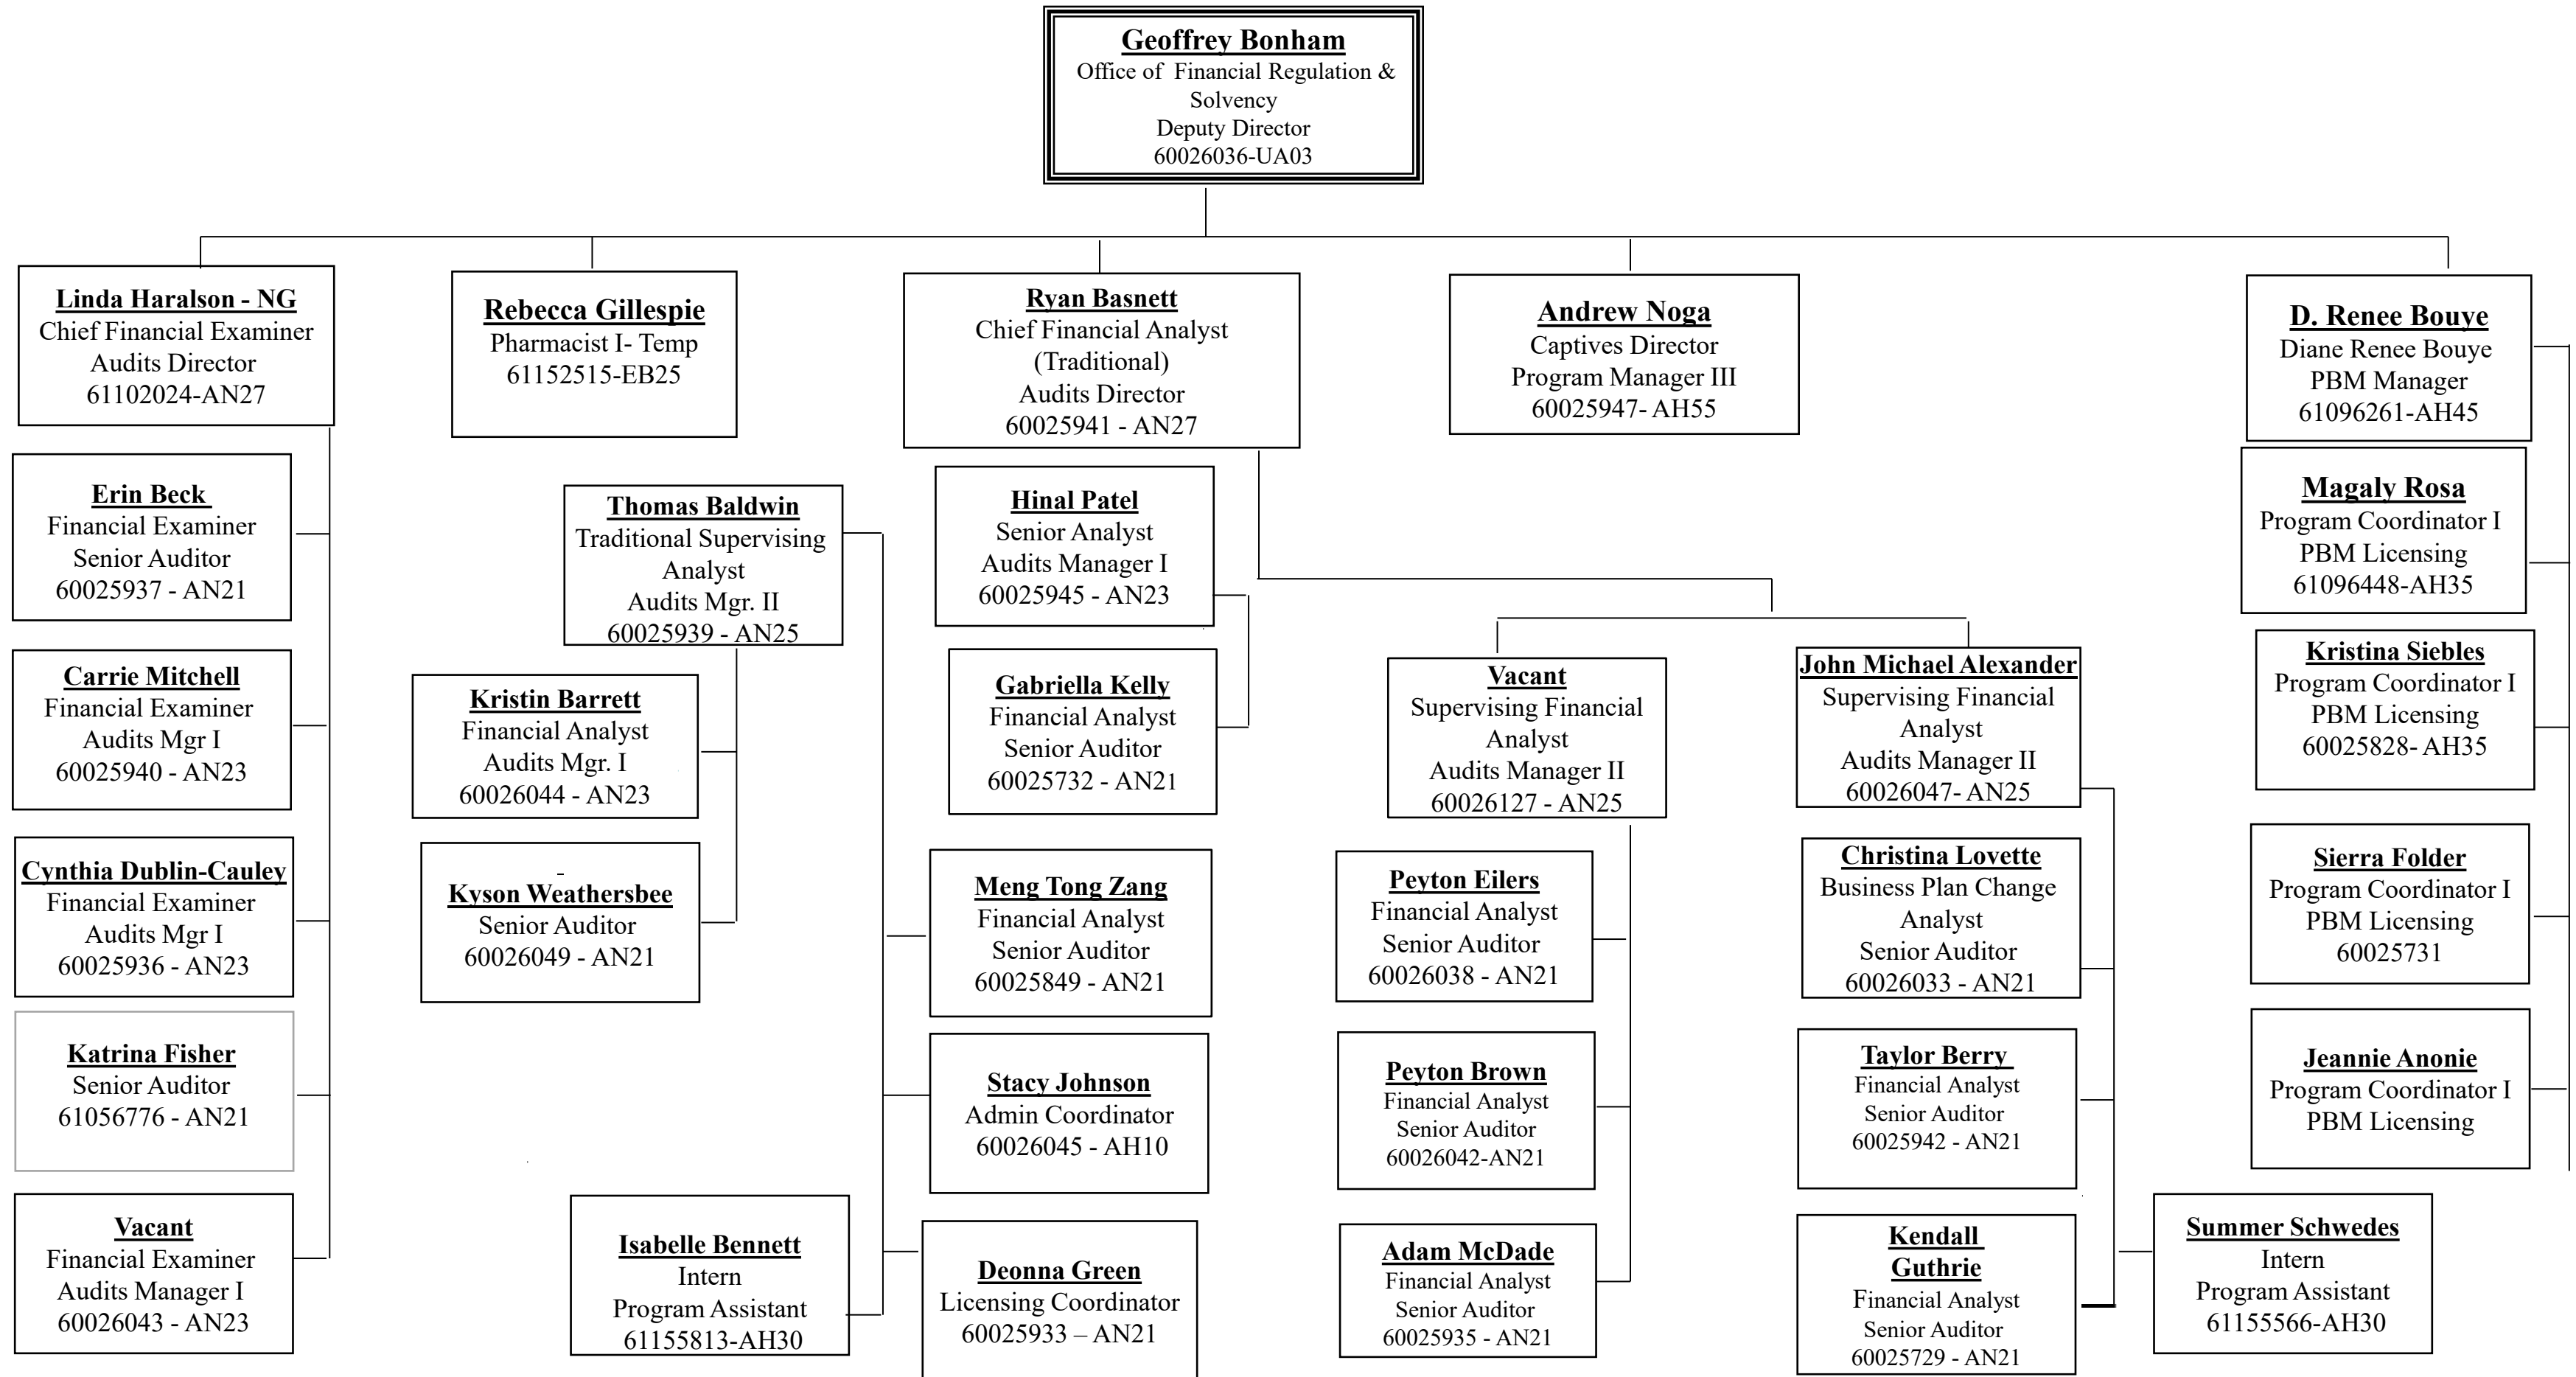 Geoffrey Bonham
Office of Financial Regulation &
Solvency
Deputy Director
60026036-UA03
Linda Haralson - NG
Chief Financial Examiner
Audits Director
61102024-AN27
Rebecca Gillespie
Pharmacist I- Temp
61152515-EB25
Ryan Basnett
Chief Financial Analyst
(Traditional)
Audits Director
60025941 - AN27
Andrew Noga
Captives Director
Program Manager III
60025947- AH55
D. Renee Bouye
Diane Renee Bouye
PBM Manager
61096261-AH45
Erin Beck
Financial Examiner
Senior Auditor
60025937 - AN21
Carrie Mitchell
Financial Examiner
Audits Mgr I
60025940 - AN23
Cynthia Dublin-Cauley
Financial Examiner
Audits Mgr I
60025936 - AN23
Katrina Fisher
Senior Auditor
61056776 - AN21
Vacant
Financial Examiner
Audits Manager I
60026043 - AN23
Thomas Baldwin
Traditional Supervising
Analyst
Audits Mgr. II
60025939 - AN25
Kristin Barrett
Financial Analyst
Audits Mgr. I
60026044 - AN23
Kyson Weathersbee
Senior Auditor
60026049 - AN21
Isabelle Bennett
Intern
Program Assistant
61155813-AH30
Hinal Patel
Senior Analyst
Audits Manager I
60025945 - AN23
Gabriella Kelly
Financial Analyst
Senior Auditor
60025732 - AN21
Meng Tong Zang
Financial Analyst
Senior Auditor
60025849 - AN21
Stacy Johnson
Admin Coordinator
60026045 - AH10
Deonna Green
Licensing Coordinator
60025933 – AN21
Vacant
Supervising Financial
Analyst
Audits Manager II
60026127 - AN25
Peyton Eilers
Financial Analyst
Senior Auditor
60026038 - AN21
Peyton Brown
Financial Analyst
Senior Auditor
60026042-AN21
Adam McDade
Financial Analyst
Senior Auditor
60025935 - AN21
John Michael Alexander
Supervising Financial
Analyst
Audits Manager II
60026047- AN25
Christina Lovette
Business Plan Change
Analyst
Senior Auditor
60026033 - AN21
Taylor Berry
Financial Analyst
Senior Auditor
60025942 - AN21
Kendall
Guthrie
Financial Analyst
Senior Auditor
60025729 - AN21
Summer Schwedes
Intern
Program Assistant
61155566-AH30
Magaly Rosa
Program Coordinator I
PBM Licensing
61096448-AH35
Kristina Siebles
Program Coordinator I
PBM Licensing
60025828- AH35
Sierra Folder
Program Coordinator I
PBM Licensing
60025731
Jeannie Anonie
Program Coordinator I
PBM Licensing